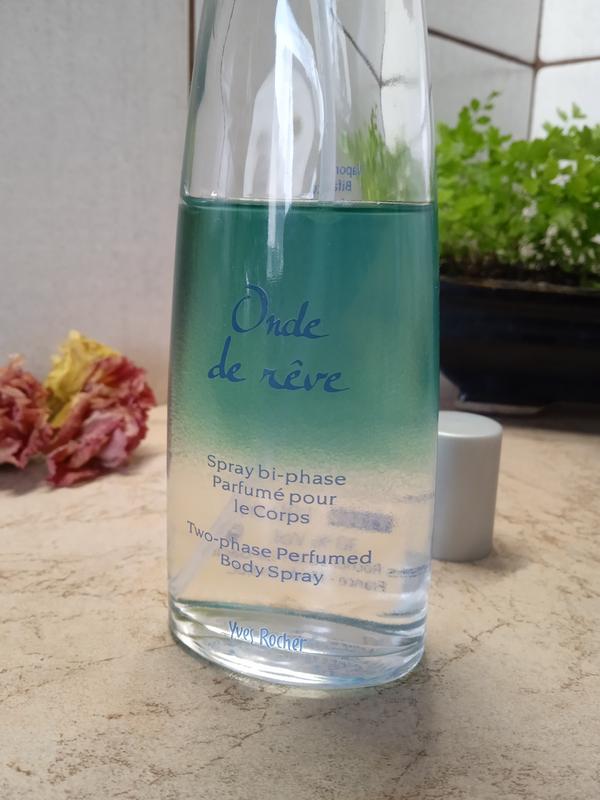 Onde
de rêve
Spray bi-phase
Parfumé pour
le Corps
Two-phase Perfumed
Body Spray
Yves Rocher